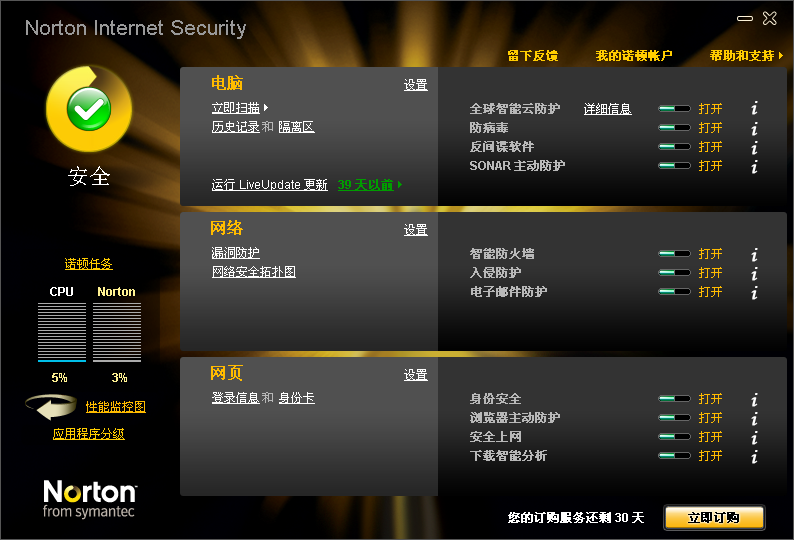 Norton Internet Security
留下反馈 我的诺顿帐户 帮助和支持
安全
诺顿任务
CPU Norton
5% 3%
性能监控图
应用程序分级
Norton
from symantec
电脑 设置
立即扫描
历史记录 和 隔离区
运行 LiveUpdate 更新 39 天以前
全球智能云防护 详细信息 打开 i
防病毒 打开 i
反间谍软件 打开 i
SONAR 主动防护 打开 i
网络 设置
漏洞防护
网络安全拓扑图
智能防火墙 打开 i
入侵防护 打开 i
电子邮件防护 打开 i
网页 设置
登录信息 和 身份卡
身份安全 打开 i
浏览器主动防护 打开 i
安全上网 打开 i
下载智能分析 打开 i
您的订购服务还剩 30 天 立即订购